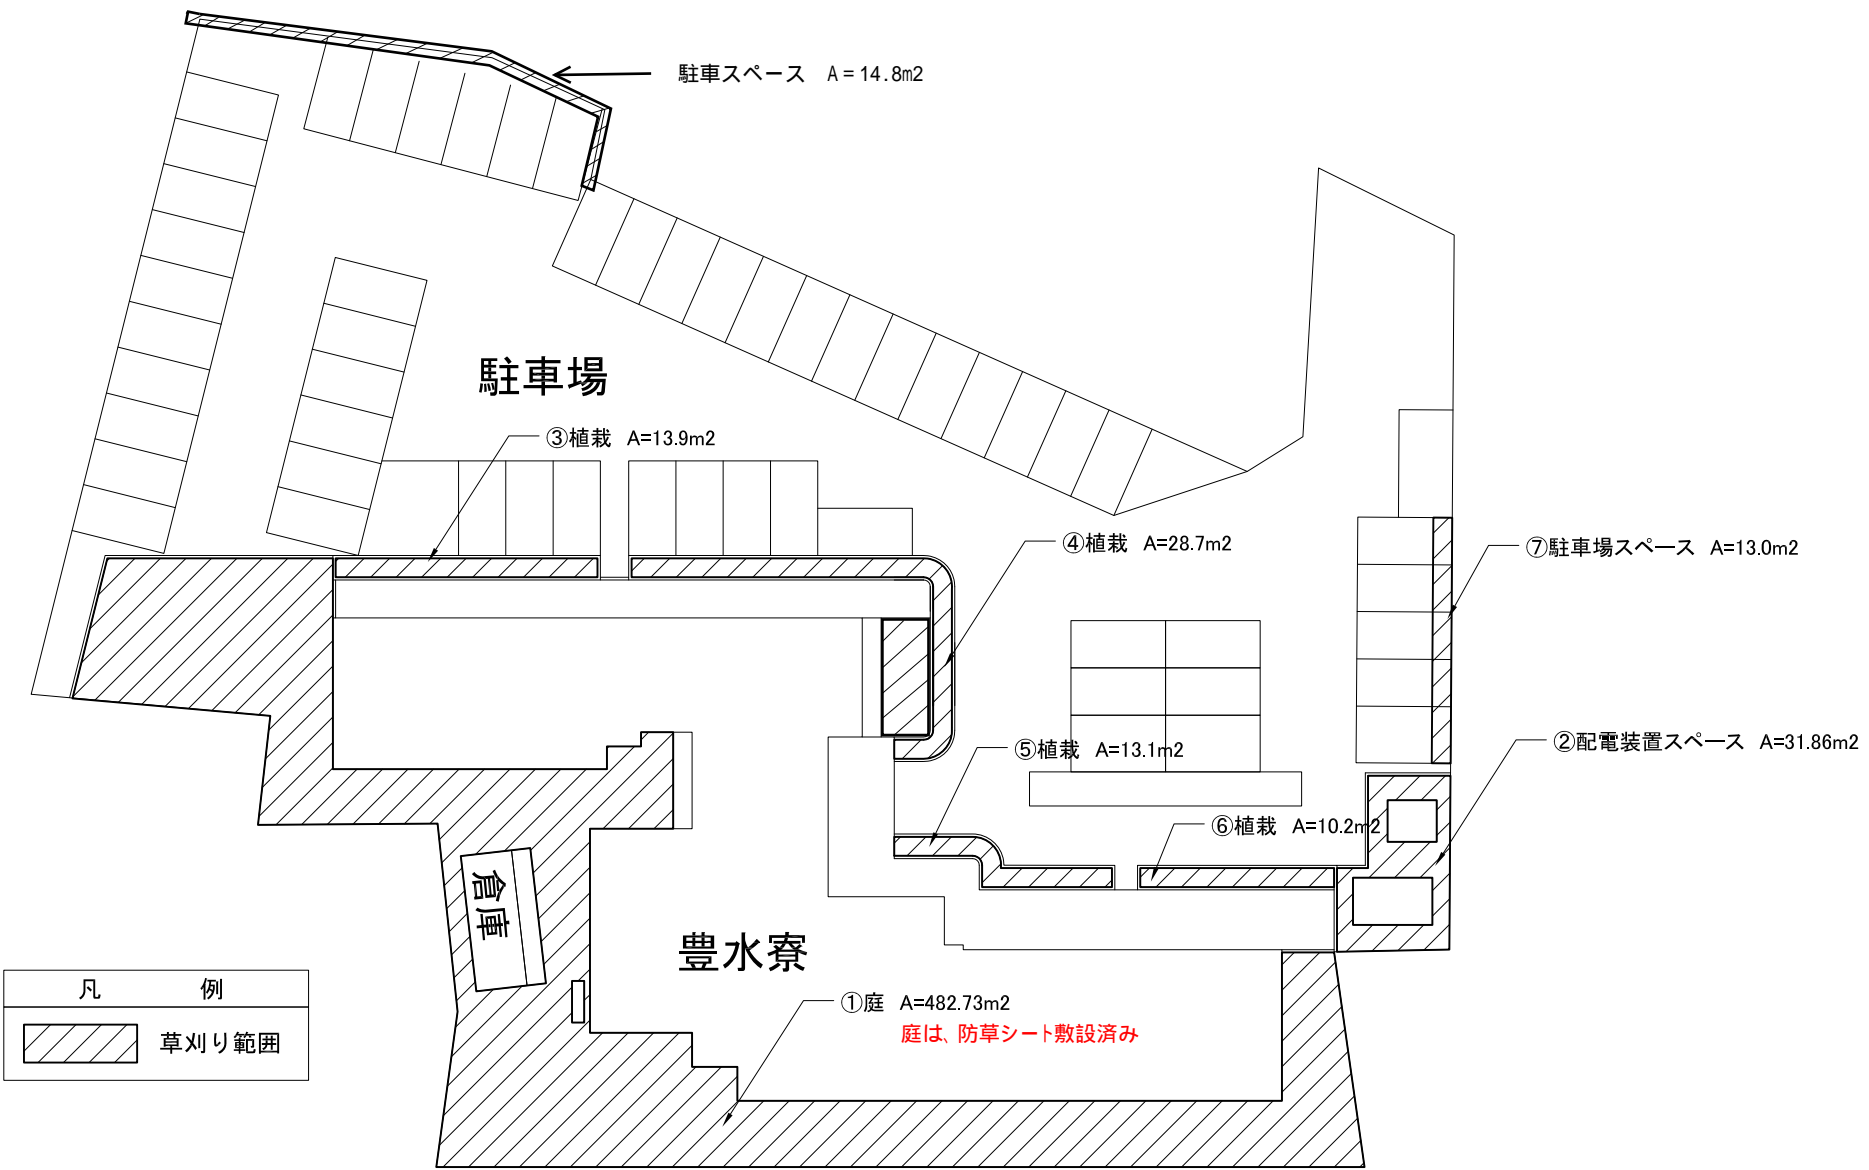 駐車スペース A=14.8m2
駐車場
③植栽 A=13.9m2
④植栽 A=28.7m2
⑦駐車場スペース A=13.0m2
②配電装置スペース A=31.86m2
⑤植栽 A=13.1m2
⑥植栽 A=10.2m2
倉庫
豊水寮
①庭 A=482.73m2
庭は、防草シート敷設済み
凡 例
草刈り範囲